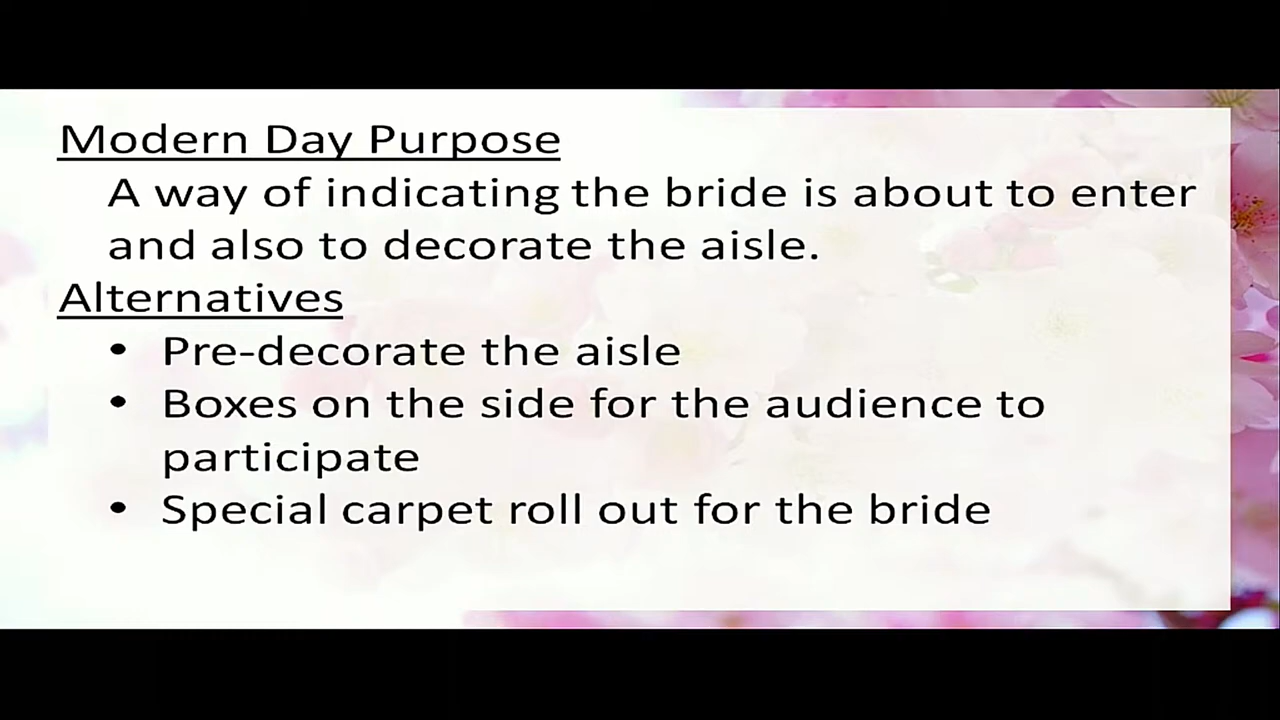 Modern Day Purpose
A way of indicating the bride is about to enter
and also to decorate the aisle.
Alternatives
• Pre-decorate the aisle
• Boxes on the side for the audience to
participate
• Special carpet roll out for the bride